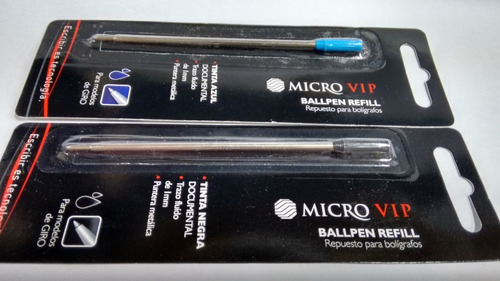 Escribir es tecnología.
Para modelos
de GIRO
• TINTA AZUL
DOCUMENTAL
• Trazo fluido
de 1mm
• Puntera metálica
MICRO VIP
BALLPEN REFILL
Repuesto para bolígrafos
Escribir es tecnología
Para modelos
de GIRO
• TINTA NEGRA
DOCUMENTAL
• Trazo fluido
de 1mm
• Puntera metálica
MICRO VIP
BALLPEN REFILL
Repuesto para bolígrafos